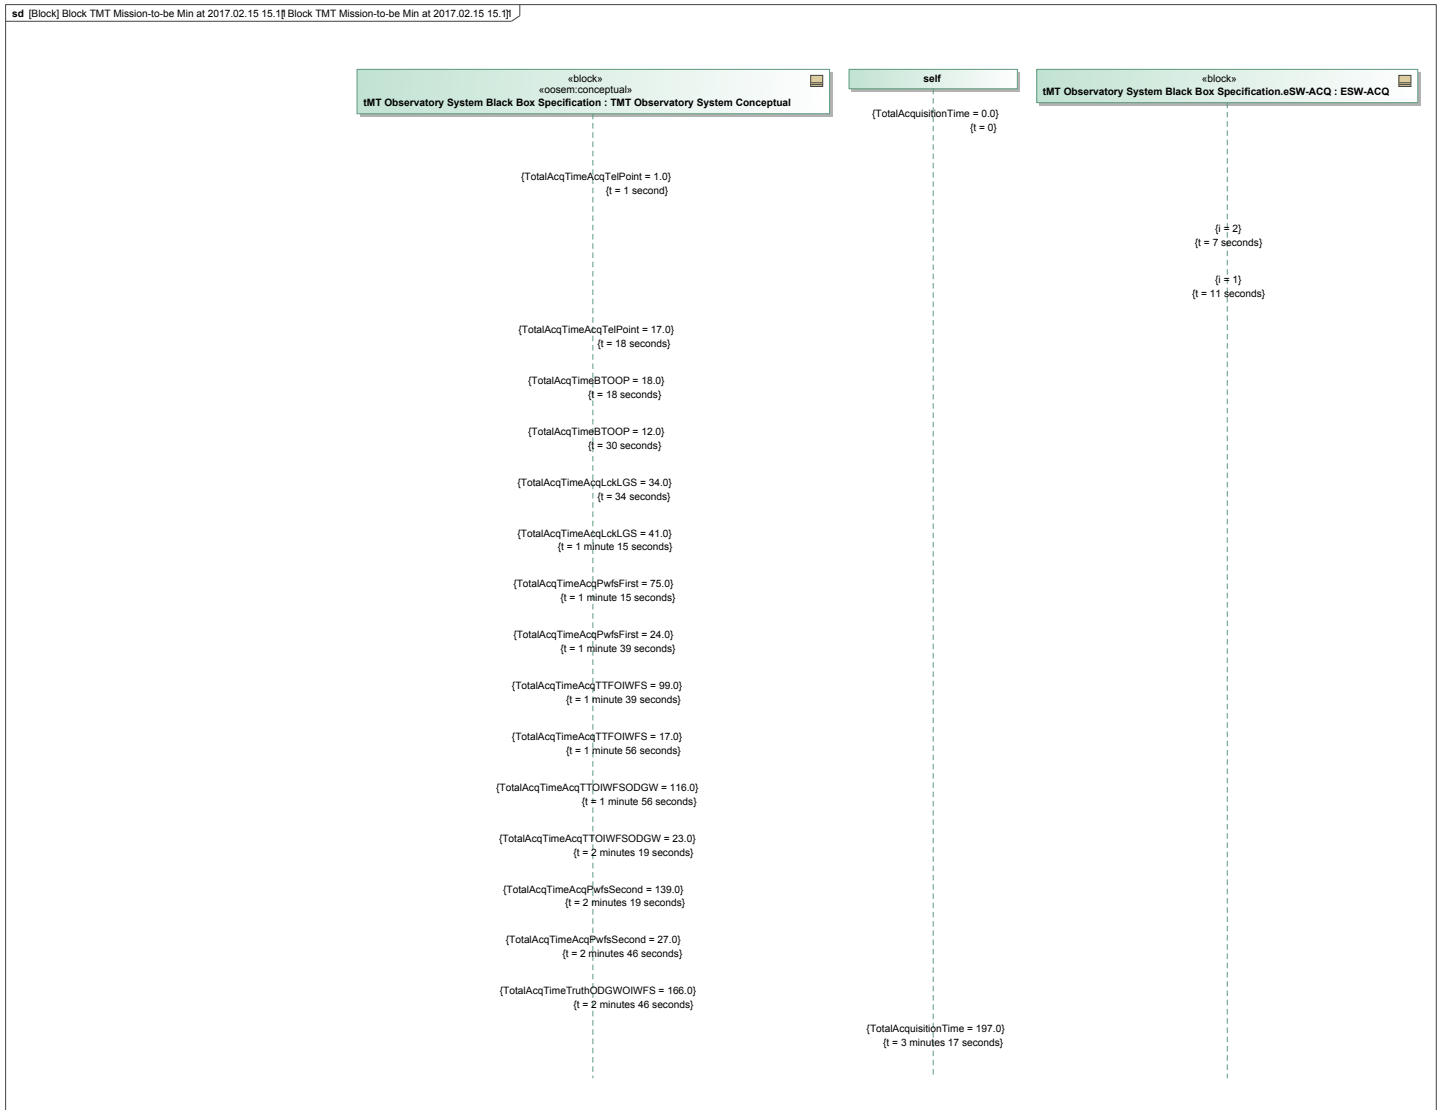 sd [Block] Block TMT Mission-to-be Min at 2017.02.15 15.11[ Block TMT Mission-to-be Min at 2017.02.15 15.11]
«block»
«oosem:conceptual»
tMT Observatory System Black Box Specification : TMT Observatory System Conceptual
self
«block»
tMT Observatory System Black Box Specification.eSW-ACQ : ESW-ACQ
{TotalAcquisitionTime = 0.0}
{t = 0}
{TotalAcqTimeAcqTelPoint = 1.0}
{t = 1 second}
{i = 2}
{t = 7 seconds}
{i = 1}
{t = 11 seconds}
{TotalAcqTimeAcqTelPoint = 17.0}
{t = 18 seconds}
{TotalAcqTimeBTOOP = 18.0}
{t = 18 seconds}
{TotalAcqTimeBTOOP = 12.0}
{t = 30 seconds}
{TotalAcqTimeAcqLckLGS = 34.0}
{t = 34 seconds}
{TotalAcqTimeAcqLckLGS = 41.0}
{t = 1 minute 15 seconds}
{TotalAcqTimeAcqPwfsFirst = 75.0}
{t = 1 minute 15 seconds}
{TotalAcqTimeAcqPwfsFirst = 24.0}
{t = 1 minute 39 seconds}
{TotalAcqTimeAcqTTFOIWFS = 99.0}
{t = 1 minute 39 seconds}
{TotalAcqTimeAcqTTFOIWFS = 17.0}
{t = 1 minute 56 seconds}
{TotalAcqTimeAcqTTOIWFSODGW = 116.0}
{t = 1 minute 56 seconds}
{TotalAcqTimeAcqTTOIWFSODGW = 23.0}
{t = 2 minutes 19 seconds}
{TotalAcqTimeAcqPwfsSecond = 139.0}
{t = 2 minutes 19 seconds}
{TotalAcqTimeAcqPwfsSecond = 27.0}
{t = 2 minutes 46 seconds}
{TotalAcqTimeTruthODGWOIWFS = 166.0}
{t = 2 minutes 46 seconds}
{TotalAcquisitionTime = 197.0}
{t = 3 minutes 17 seconds}